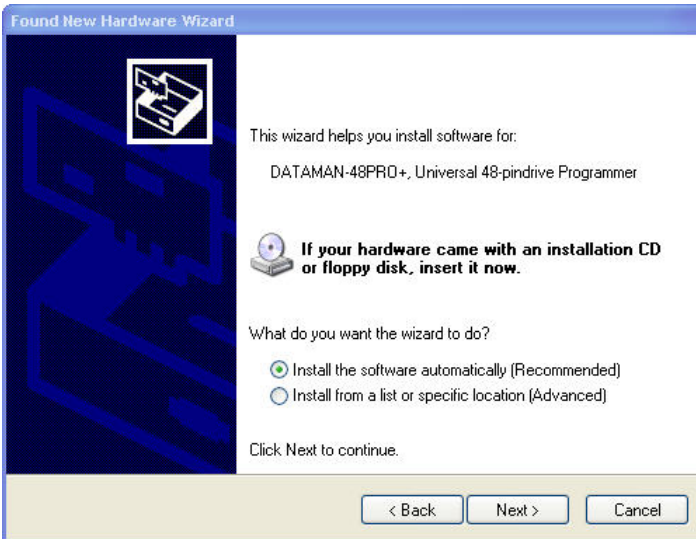 Found New Hardware Wizard
This wizard helps you install software for:
DATAMAN-48PRO+, Universal 48-pindrive Programmer
If your hardware came with an installation CD
or floppy disk, insert it now.
What do you want the wizard to do?
Install the software automatically (Recommended)
Install from a list or specific location (Advanced)
Click Next to continue.
< Back
Next >
Cancel